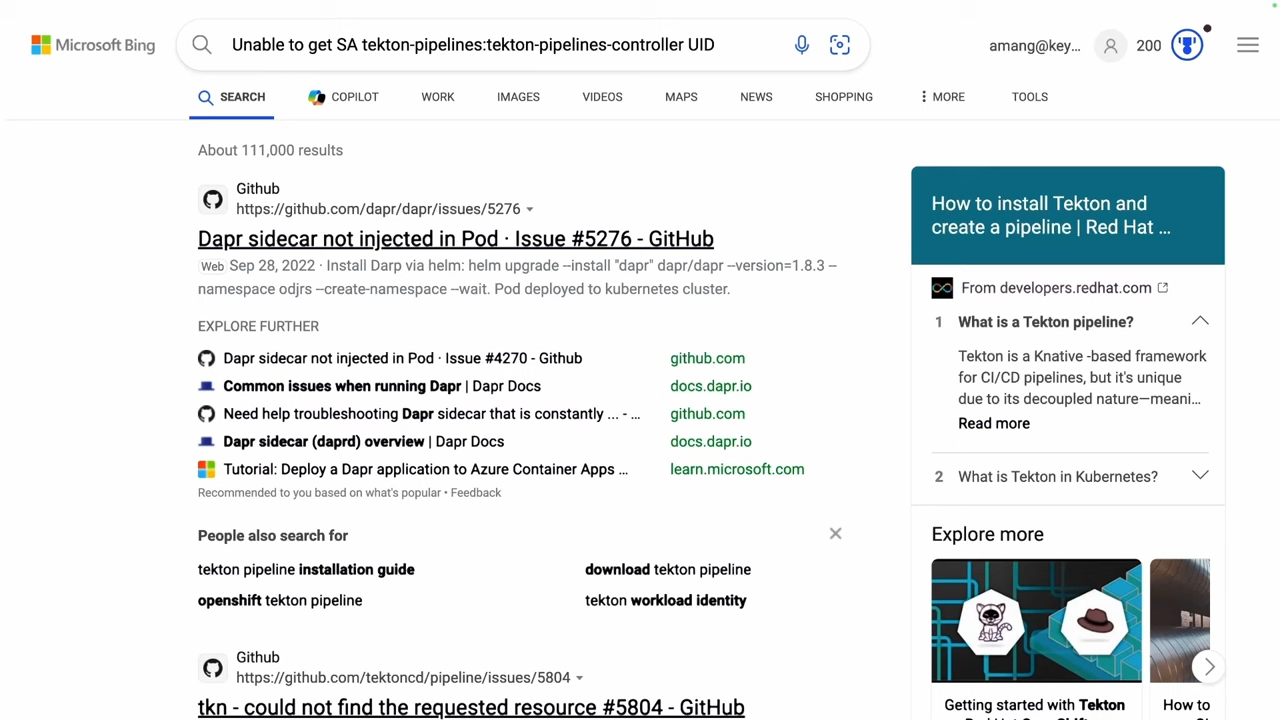 Microsoft Bing
Unable to get SA tekton-pipelines:tekton-pipelines-controller UID
amang@key...
200
SEARCH
COPILOT
WORK
IMAGES
VIDEOS
MAPS
NEWS
SHOPPING
MORE
TOOLS
About 111,000 results
Github
https://github.com/dapr/dapr/issues/5276
Dapr sidecar not injected in Pod · Issue #5276 - GitHub
Web Sep 28, 2022 · Install Darp via helm: helm upgrade --install "dapr" dapr/dapr --version=1.8.3 --
namespace odjrs --create-namespace --wait. Pod deployed to kubernetes cluster.
EXPLORE FURTHER
Dapr sidecar not injected in Pod · Issue #4270 - Github github.com
Common issues when running Dapr | Dapr Docs docs.dapr.io
Need help troubleshooting Dapr sidecar that is constantly ... - ... github.com
Dapr sidecar (daprd) overview | Dapr Docs docs.dapr.io
Tutorial: Deploy a Dapr application to Azure Container Apps ... learn.microsoft.com
Recommended to you based on what's popular • Feedback
People also search for
tekton pipeline installation guide
download tekton pipeline
openshift tekton pipeline
tekton workload identity
Github
https://github.com/tektoncd/pipeline/issues/5804
tkn - could not find the requested resource #5804 - GitHub
How to install Tekton and
create a pipeline | Red Hat ...
From developers.redhat.com
1 What is a Tekton pipeline?
Tekton is a Knative -based framework
for CI/CD pipelines, but it's unique
due to its decoupled nature—meani...
Read more
2 What is Tekton in Kubernetes?
Explore more
Getting started with Tekton
How to